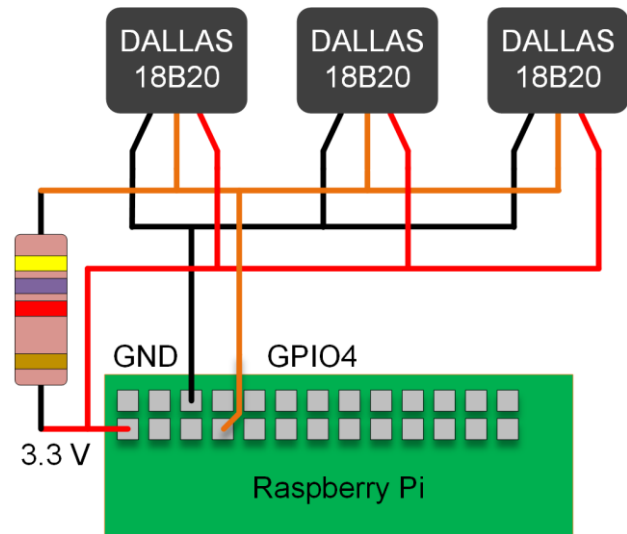 DALLAS
18B20
DALLAS
18B20
DALLAS
18B20
GND
GPIO4
3.3 V
Raspberry Pi